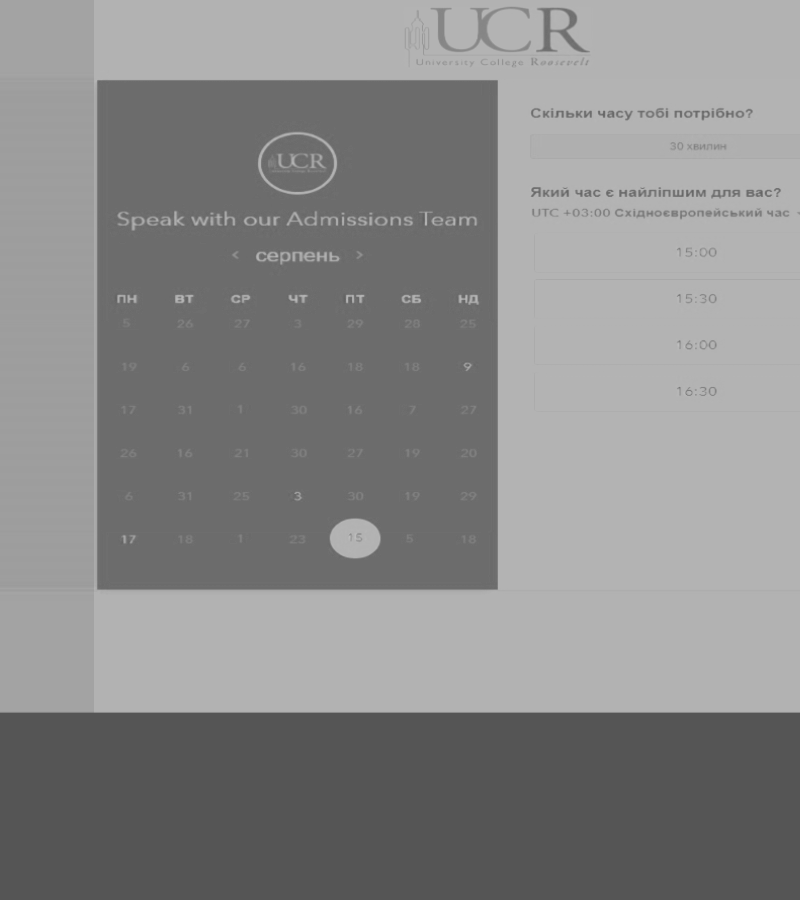 UCR
University College Roosevelt
UCR
Speak with our Admissions Team
< серпень >
ПН ВТ СР ЧТ ПТ СБ НД
5 26 27 3 29 28 25
19 6 6 16 18 18 9
17 31 1 30 16 7 27
26 16 21 30 27 19 20
6 31 25 3 30 19 29
17 18 1 23 15 5 18
Скільки часу тобі потрібно?
30 хвилин
Який час є найліпшим для вас?
UTC +03:00 Східноєвропейський час
15:00
15:30
16:00
16:30